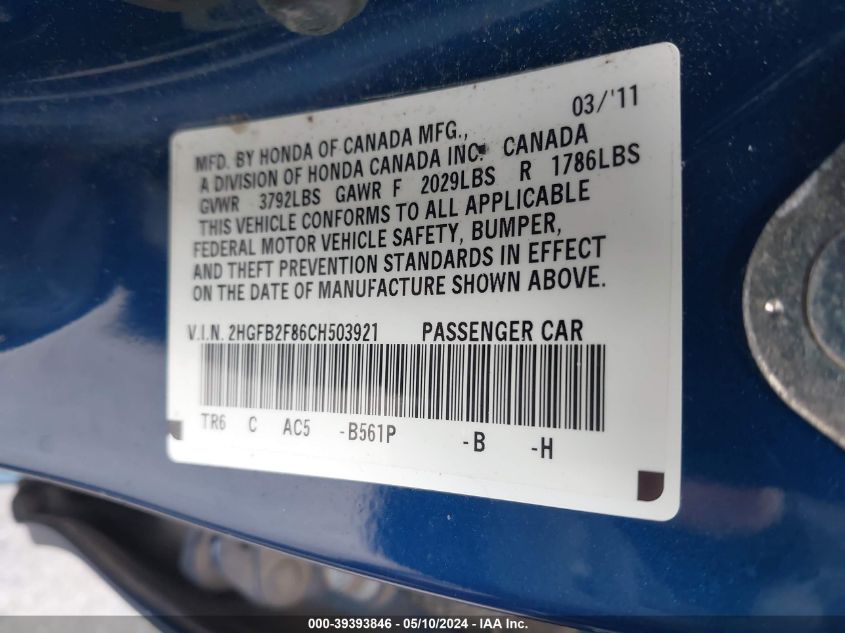 03/'11
MFD. BY HONDA OF CANADA MFG.,
A DIVISION OF HONDA CANADA INC. CANADA
GVWR 3792LBS GAWR F 2029LBS R 1786LBS
THIS VEHICLE CONFORMS TO ALL APPLICABLE
FEDERAL MOTOR VEHICLE SAFETY, BUMPER,
AND THEFT PREVENTION STANDARDS IN EFFECT
ON THE DATE OF MANUFACTURE SHOWN ABOVE.
V.I.N. 2HGFB2F86CH503921 PASSENGER CAR
TR6 C AC5 -B561P -B -H
000-39393846 - 05/10/2024 - IAA Inc.